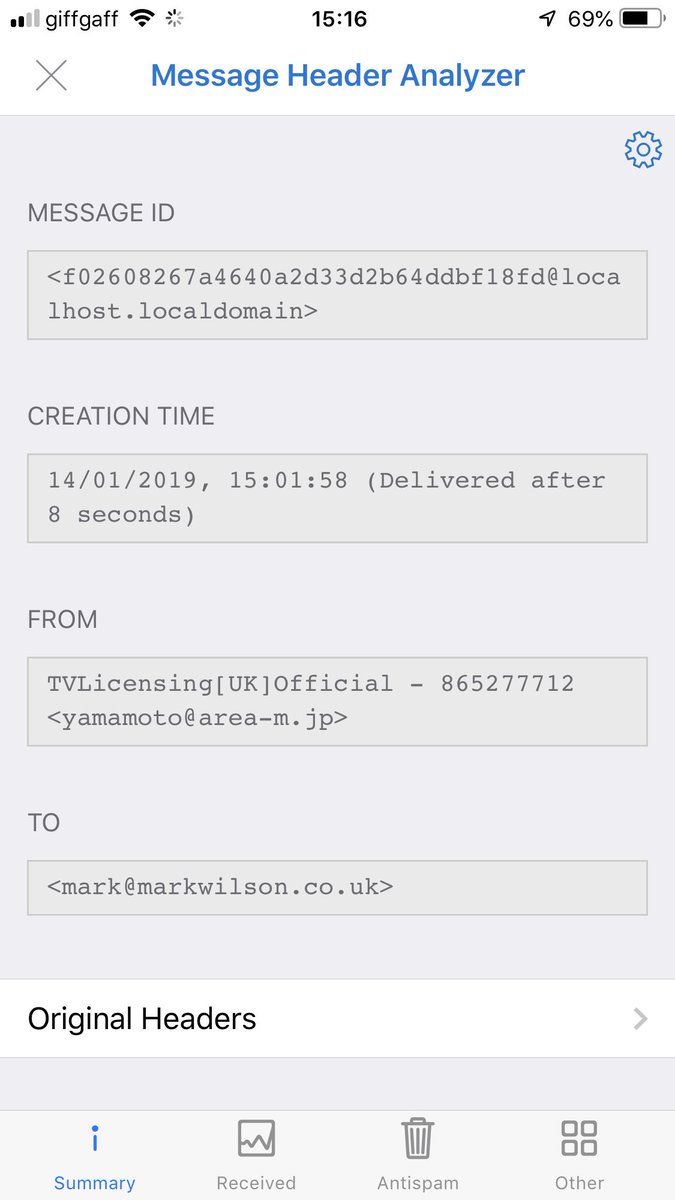 giffgaff 15:16 69%
Message Header Analyzer
MESSAGE ID
<f02608267a4640a2d33d2b64ddbf18fd@loca
lhost.localdomain>
CREATION TIME
14/01/2019, 15:01:58 (Delivered after
8 seconds)
FROM
TVLicensing[UK]Official - 865277712
<yamamoto@area-m.jp>
TO
<mark@markwilson.co.uk>
Original Headers
Summary Received Antispam Other